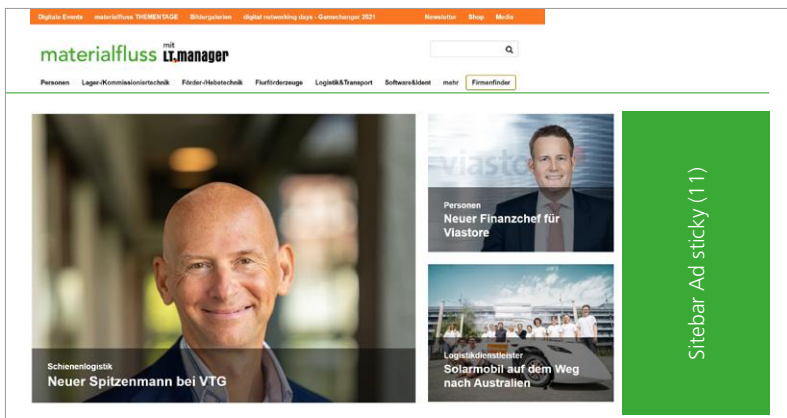 Digitale Events materialfluss THEMENTAGE Bildergalerien digital networking days - Gamechanger 2021 Newsletter Shop Media
materialfluss mit LT.manager
Personen Lager-/Kommissioniertechnik Förder-/Hebetechnik Flurförderzeuge Logistik&Transport Software&Ident mehr Firmenfinder
viastore
Personen
Neuer Finanzchef für
Viastore
Schienenlogistik
Neuer Spitzenmann bei VTG
Logistikdienstleister
Solarmobil auf dem Weg
nach Australien
Sitebar Ad sticky (11)